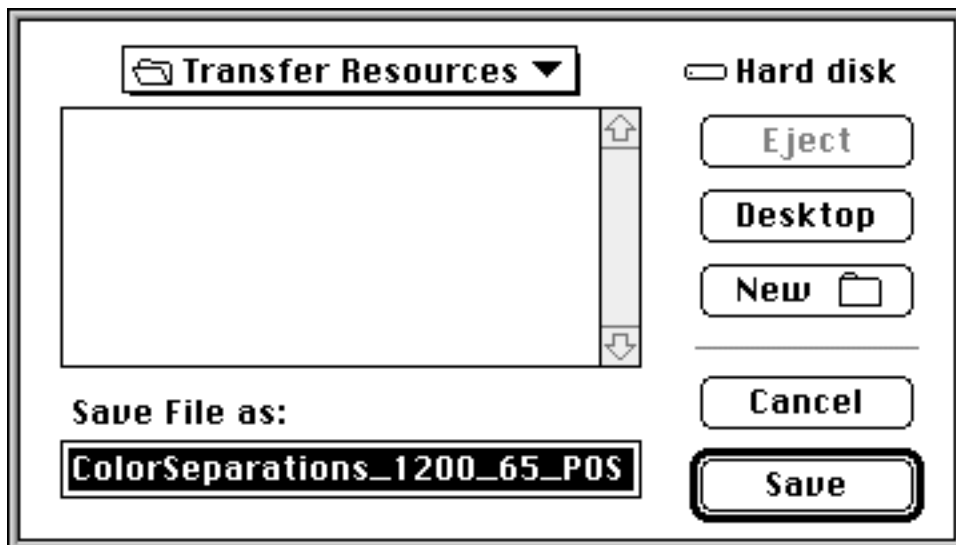 Transfer Resources
Hard disk
Eject
Desktop
New
Save File as:
Cancel
ColorSeparations_1200_65_POS
Save